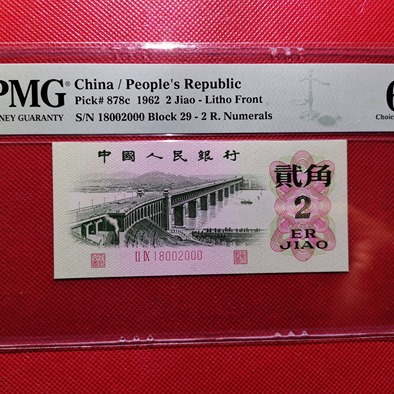 PMG® China / People's Republic
Pick# 878c 1962 2 Jiao - Litho Front
NEY GUARANTY S/N 18002000 Block 29 - 2 R. Numerals
6
Choic
中國人民銀行
貳角
2
ER
JIAO
II IX 18002000